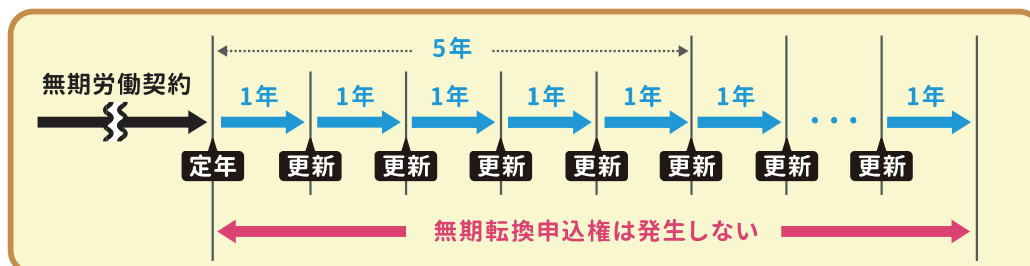 5年
無期労働契約
1年 1年 1年 1年 1年 1年 ・・・ 1年
定年 更新 更新 更新 更新 更新 更新 更新
無期転換申込権は発生しない